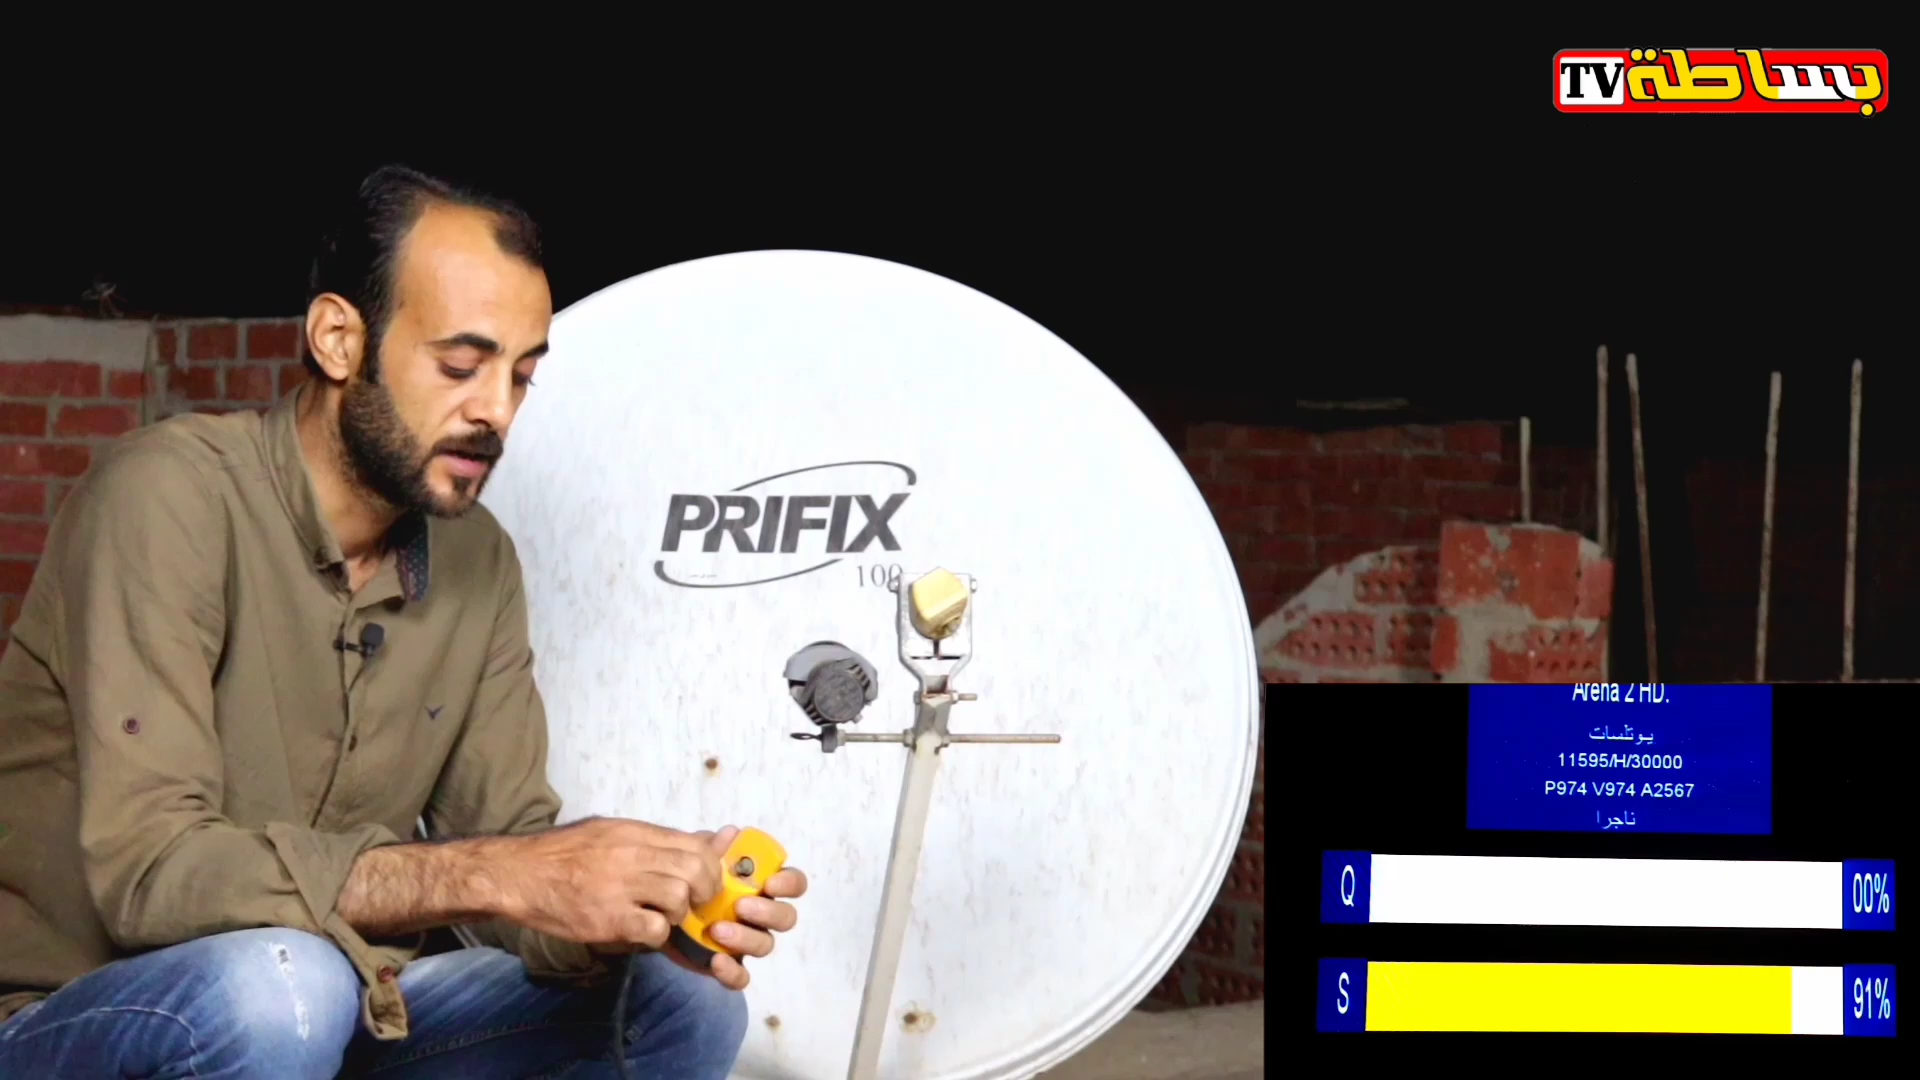 TV بساطة
PRIFIX
100
Arena 2 HD.
يوتلسات
11595/H/30000
P974 V974 A2567
ناجرا
Q 00%
S 91%